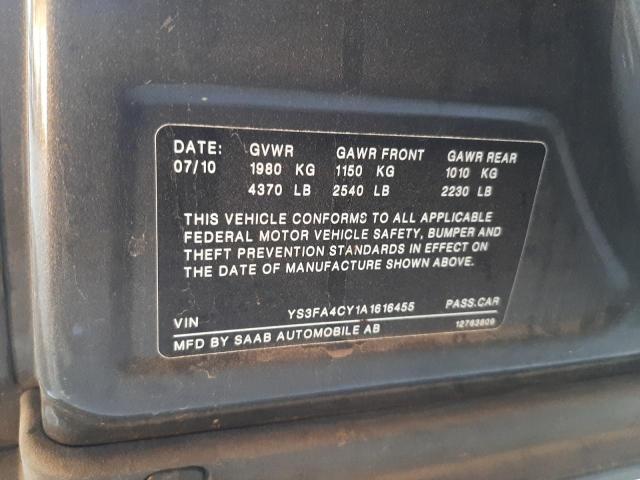 DATE: GVWR GAWR FRONT GAWR REAR
07/10 1980 KG 1150 KG 1010 KG
4370 LB 2540 LB 2230 LB
THIS VEHICLE CONFORMS TO ALL APPLICABLE
FEDERAL MOTOR VEHICLE SAFETY, BUMPER AND
THEFT PREVENTION STANDARDS IN EFFECT ON
THE DATE OF MANUFACTURE SHOWN ABOVE.
VIN YS3FA4CY1A1616455 PASS.CAR
MFD BY SAAB AUTOMOBILE AB 12763809